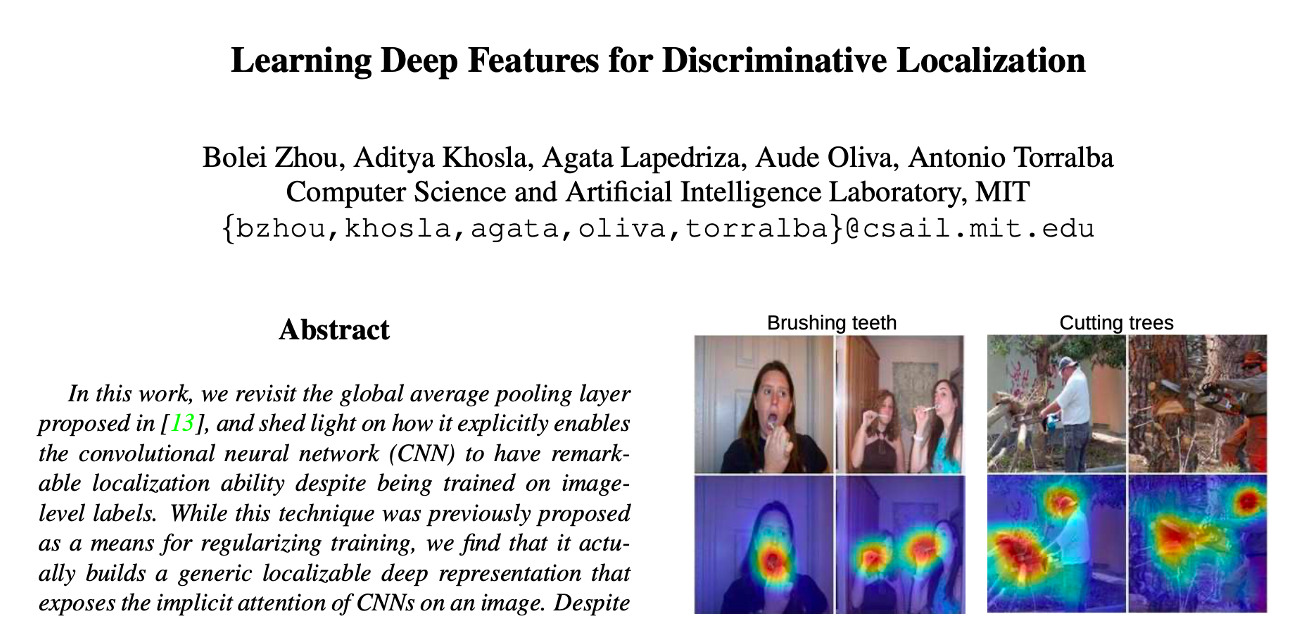 Learning Deep Features for Discriminative Localization
Bolei Zhou, Aditya Khosla, Agata Lapedriza, Aude Oliva, Antonio Torralba
Computer Science and Artificial Intelligence Laboratory, MIT
{bzhou,khosla,agata,oliva,torralba}@csail.mit.edu
Abstract
In this work, we revisit the global average pooling layer
proposed in [13], and shed light on how it explicitly enables
the convolutional neural network (CNN) to have remark-
able localization ability despite being trained on image-
level labels. While this technique was previously proposed
as a means for regularizing training, we find that it actu-
ally builds a generic localizable deep representation that
exposes the implicit attention of CNNs on an image. Despite
Brushing teeth
Cutting trees